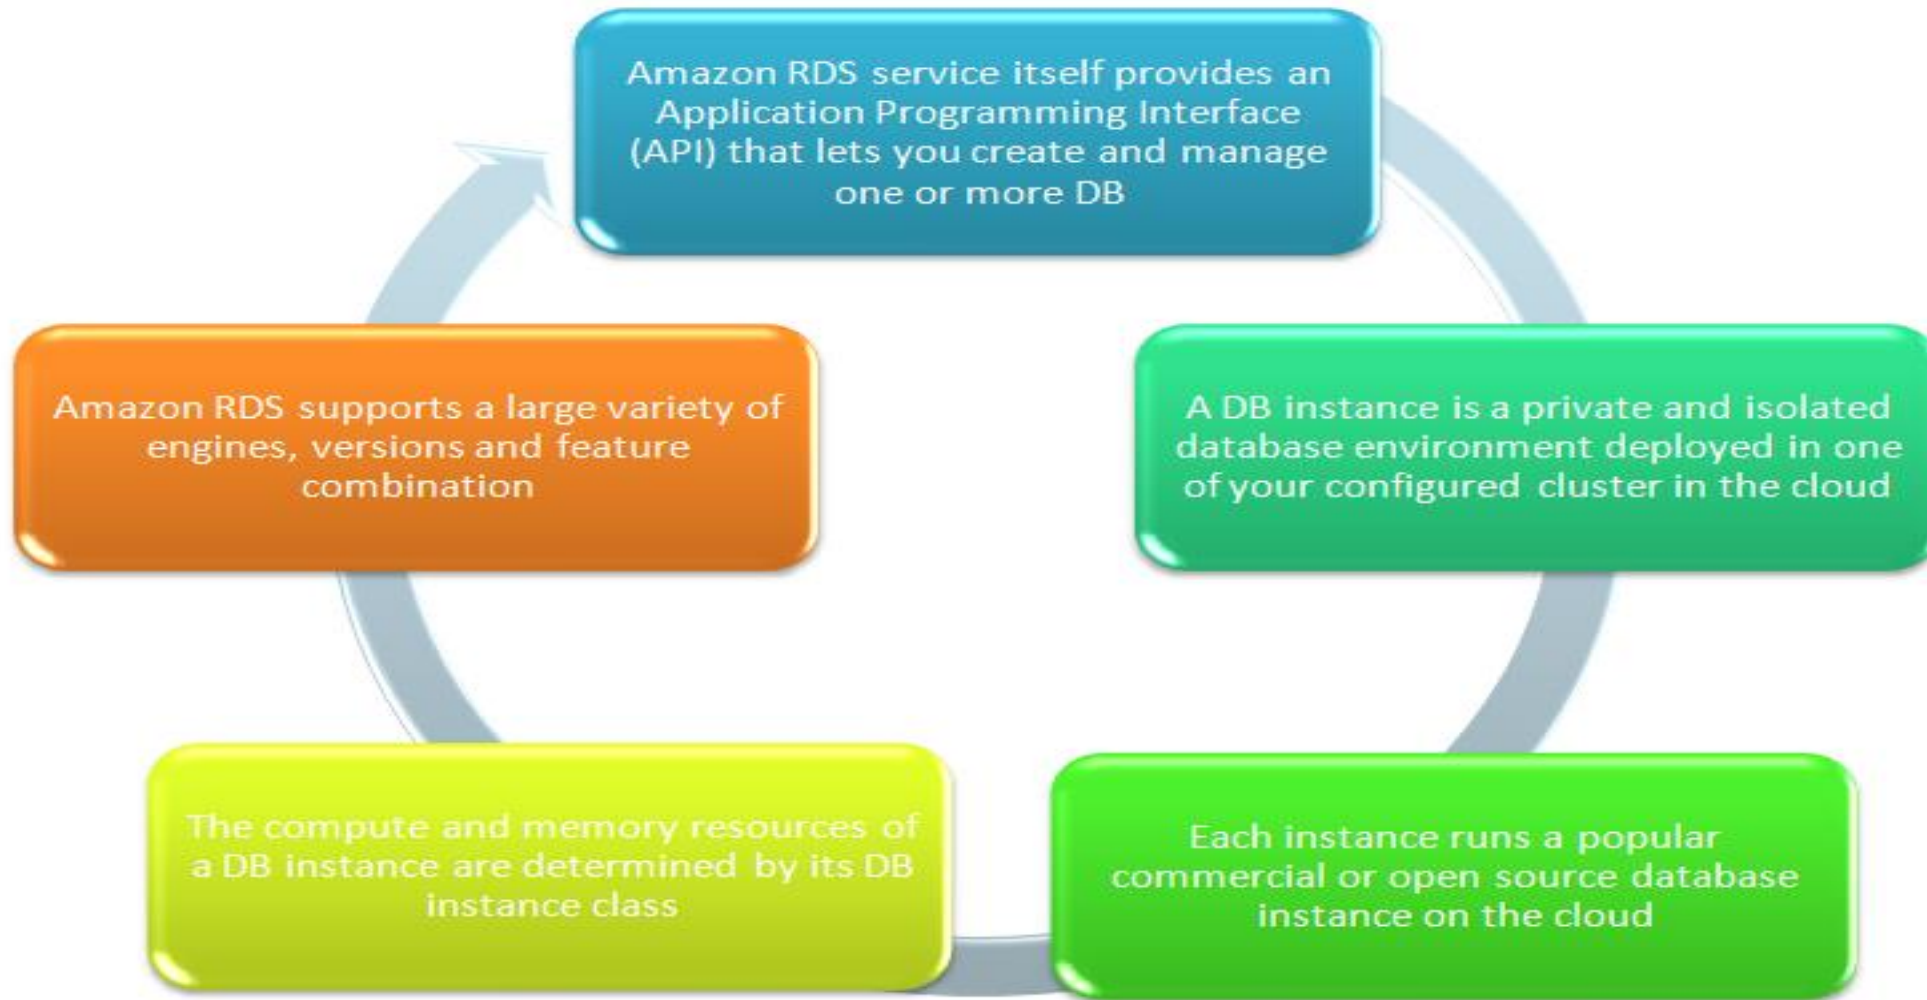 Amazon RDS service itself provides an
Application Programming Interface
(API) that lets you create and manage
one or more DB
A DB instance is a private and isolated
database environment deployed in one
of your configured cluster in the cloud
Each instance runs a popular
commercial or open source database
instance on the cloud
The compute and memory resources of
a DB instance are determined by its DB
instance class
Amazon RDS supports a large variety of
engines, versions and feature
combination